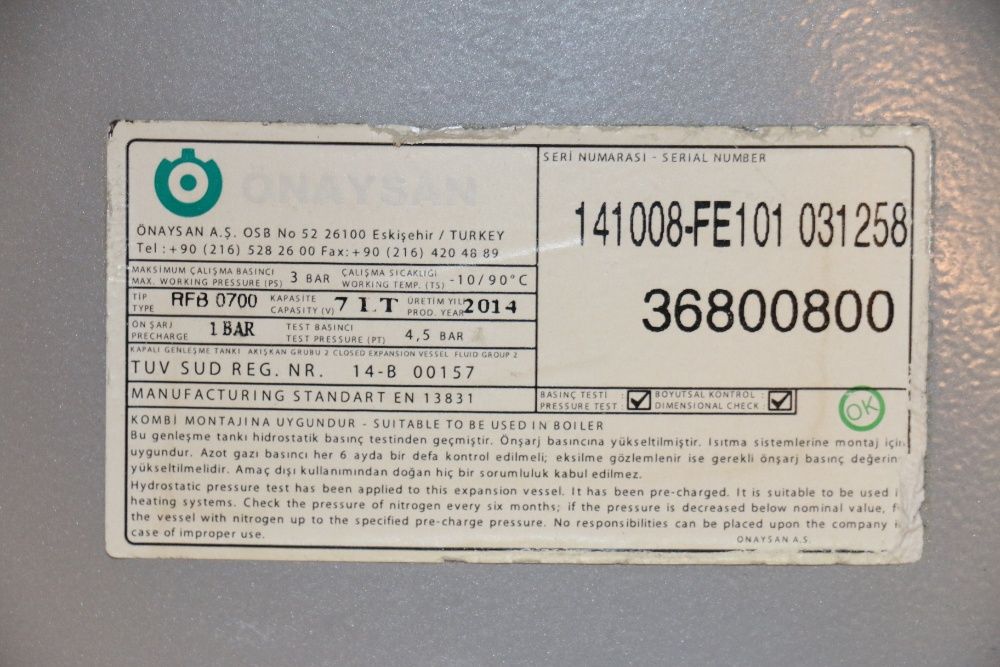 ÖNAYSAN
ÖNAYSAN A.Ş. OSB No 52 26100 Eskişehir / TURKEY
Tel :+90 (216) 528 26 00 Fax:+90 (216) 420 48 89
MAKSİMUM ÇALIŞMA BASINCI
MAX. WORKING PRESSURE (PS) 3 BAR
ÇALIŞMA SICAKLIĞI
WORKING TEMP. (TS) -10/90°C
TİP
TYPE RFB 0700
KAPASİTE
CAPACITY (V) 7 LT
ÜRETİM YILI
PROD. YEAR 2014
ÖN ŞARJ
PRECHARGE 1 BAR
TEST BASINCI
TEST PRESSURE (PT) 4,5 BAR
KAPALI GENLEŞME TANKI AKIŞKAN GRUBU 2 CLOSED EXPANSION VESSEL FLUID GROUP 2
TUV SUD REG. NR. 14-B 00157
MANUFACTURING STANDART EN 13831
SERİ NUMARASI - SERIAL NUMBER
141008-FE101 031258
36800800
BASINÇ TESTİ
PRESSURE TEST :
BOYUTSAL KONTROL :
DIMENSIONAL CHECK :
OK
KOMBİ MONTAJINA UYGUNDUR - SUITABLE TO BE USED IN BOILER
Bu genleşme tankı hidrostatik basınç testinden geçmiştir. Önşarj basıncına yükseltilmiştir. Isıtma sistemlerine montaj için
uygundur. Azot gazı basıncı her 6 ayda bir defa kontrol edilmeli; eksilme gözlemlenir ise gerekli önşarj basınç değerin
yükseltilmelidir. Amaç dışı kullanımından doğan hiç bir sorumluluk kabul edilmez.
Hydrostatic pressure test has been applied to this expansion vessel. It has been pre-charged. It is suitable to be used i
heating systems. Check the pressure of nitrogen every six months; if the pressure is decreased below nominal value, f
the vessel with nitrogen up to the specified pre-charge pressure. No responsibilities can be placed upon the company i
case of improper use.
ONAYSAN A.Ş.